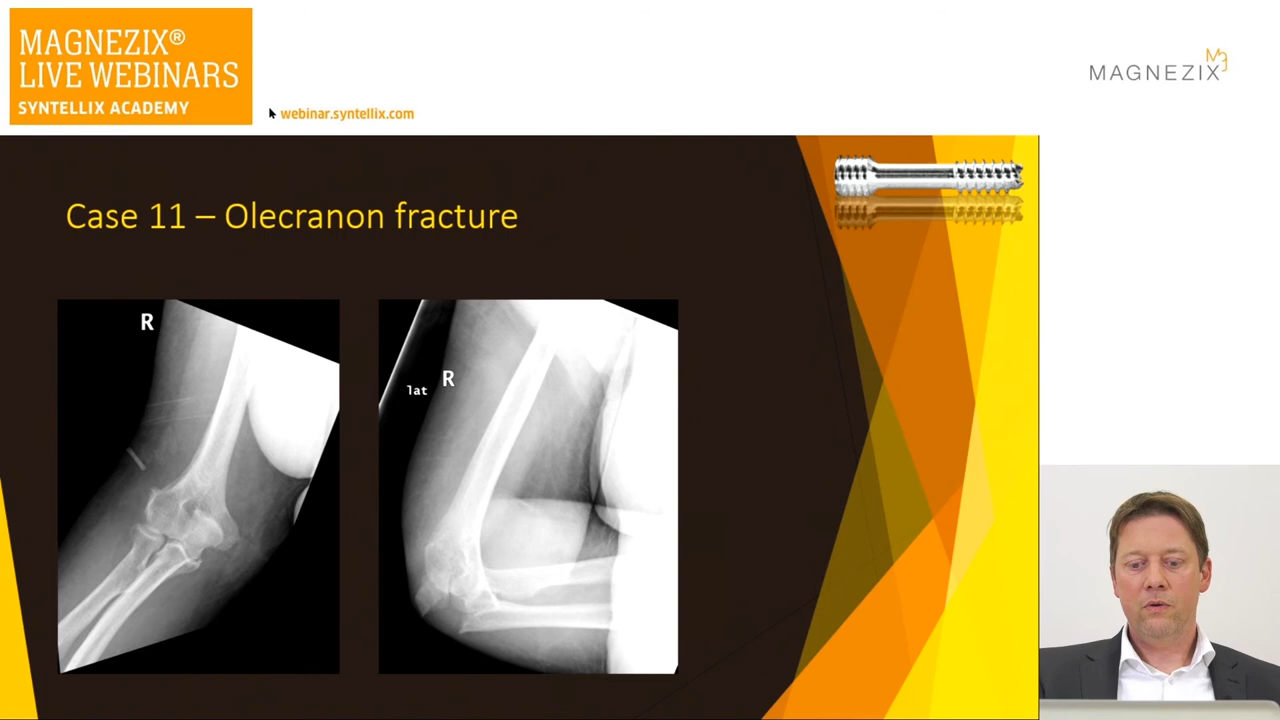 MAGNEZIX®
LIVE WEBINARS
SYNTELLIX ACADEMY
webinar.syntellix.com
MAGNEZIX
Case 11 – Olecranon fracture
R
lat
R